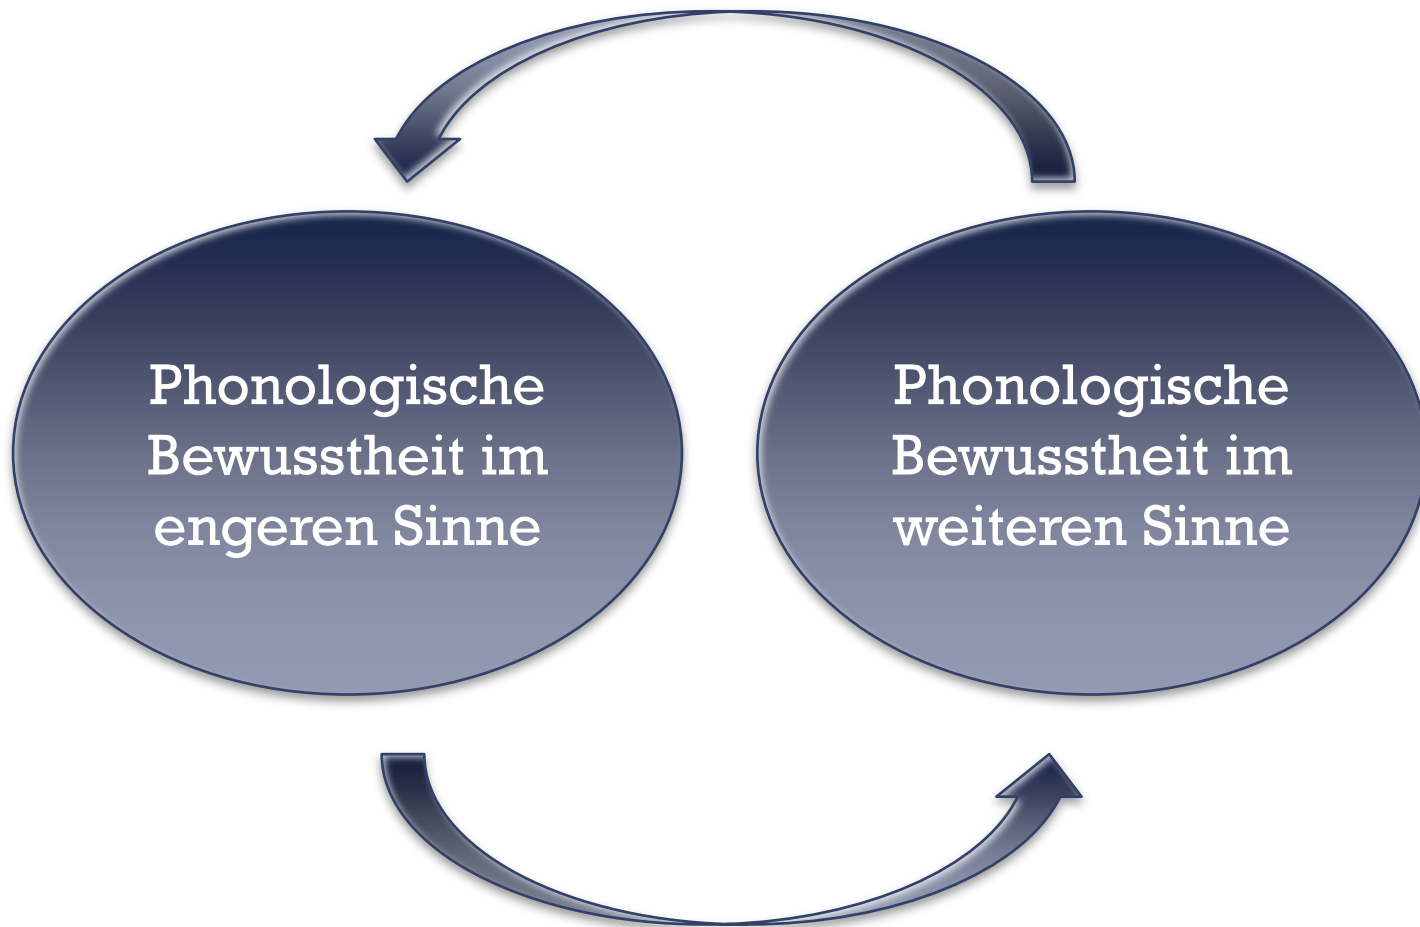 Phonologische
Bewusstheit im
engeren Sinne
Phonologische
Bewusstheit im
weiteren Sinne